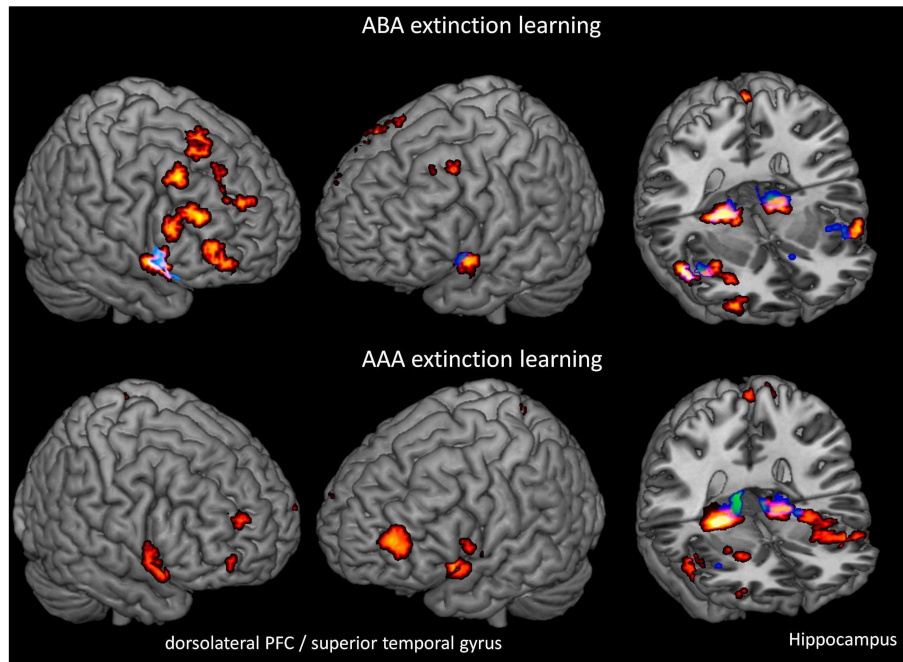 ABA extinction learning
AAA extinction learning
dorsolateral PFC / superior temporal gyrus
Hippocampus